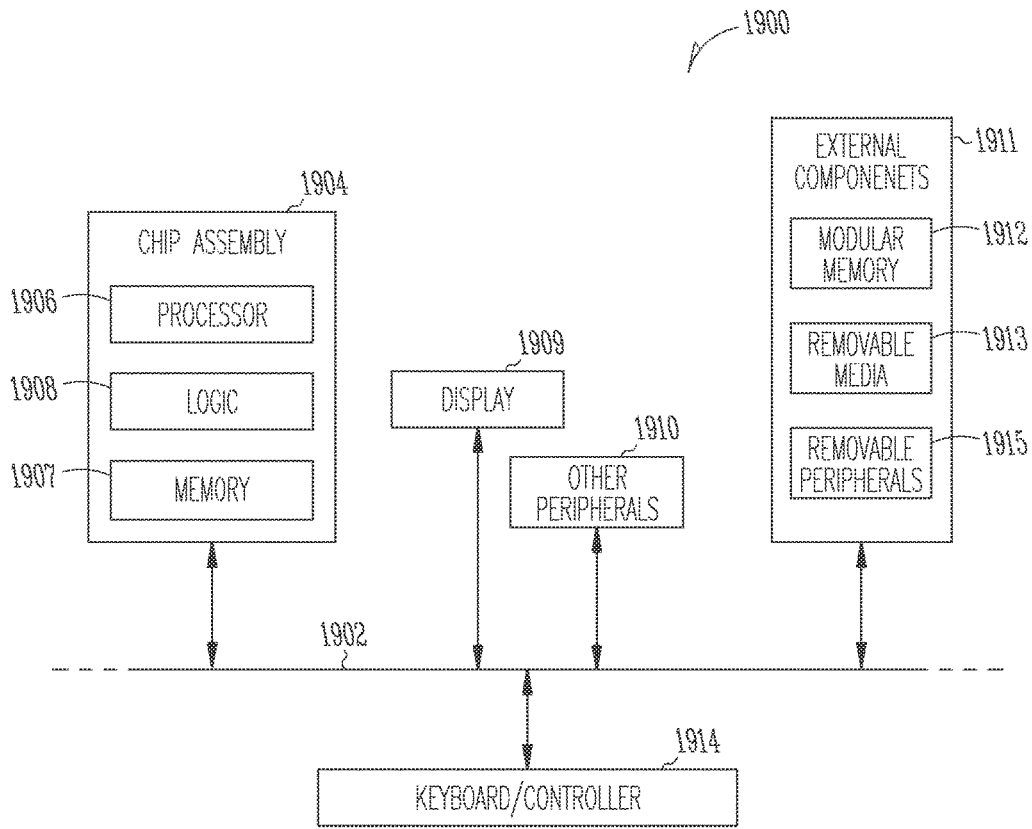 1900
EXTERNAL
COMPONENETS
1911
1904
CHIP ASSEMBLY
MODULAR
MEMORY
1912
1906
PROCESSOR
1909
REMOVABLE
MEDIA
1913
1908
LOGIC
DISPLAY
1910
REMOVABLE
PERIPHERALS
1915
1907
MEMORY
OTHER
PERIPHERALS
1902
1914
KEYBOARD/CONTROLLER